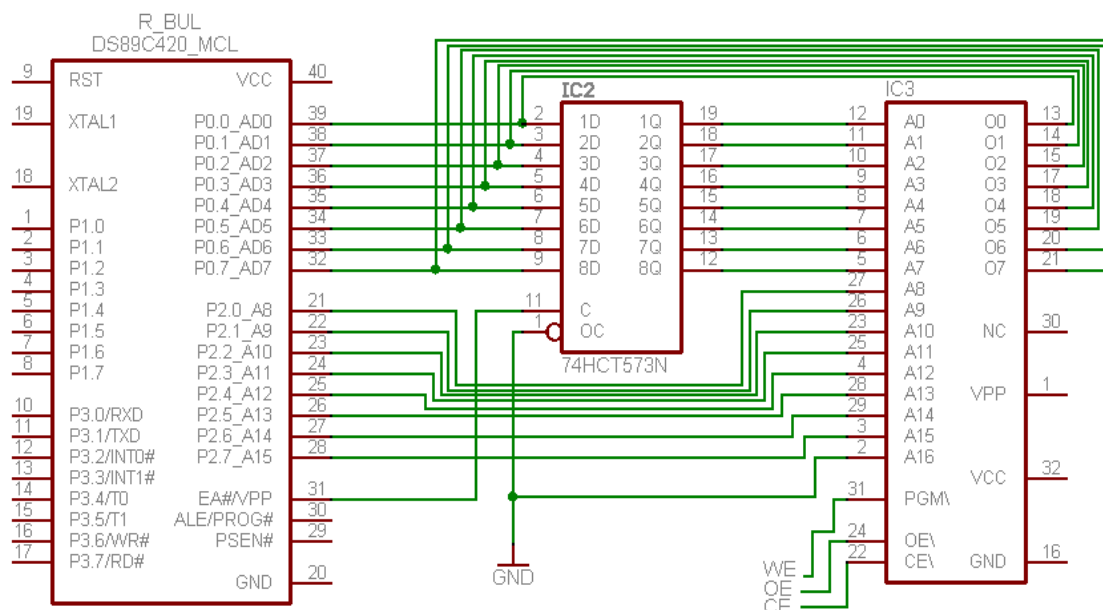 R_BUL
DS89C420_MCL
9 RST VCC 40
19 XTAL1 P0.0_AD0 39
P0.1_AD1 38
P0.2_AD2 37
18 XTAL2 P0.3_AD3 36
P0.4_AD4 35
1 P1.0 P0.5_AD5 34
2 P1.1 P0.6_AD6 33
3 P1.2 P0.7_AD7 32
4 P1.3
5 P1.4 P2.0_A8 21
6 P1.5 P2.1_A9 22
7 P1.6 P2.2_A10 23
8 P1.7 P2.3_A11 24
P2.4_A12 25
10 P3.0/RXD P2.5_A13 26
11 P3.1/TXD P2.6_A14 27
12 P3.2/INT0# P2.7_A15 28
13 P3.3/INT1#
14 P3.4/T0 EA#/VPP 31
15 P3.5/T1 ALE/PROG# 30
16 P3.6/WR# PSEN# 29
17 P3.7/RD#
GND 20
IC2
2 1D 1Q 19
3 2D 2Q 18
4 3D 3Q 17
5 4D 4Q 16
6 5D 5Q 15
7 6D 6Q 14
8 7D 7Q 13
9 8D 8Q 12
11 C
1 OC
74HCT573N
GND
IC3
12 A0 O0 13
11 A1 O1 14
10 A2 O2 15
9 A3 O3 17
8 A4 O4 18
7 A5 O5 19
6 A6 O6 20
5 A7 O7 21
27 A8
26 A9
23 A10 NC 30
25 A11
4 A12
28 A13 VPP 1
29 A14
3 A15
2 A16
VCC 32
31 PGM\
24 OE\
22 CE\ GND 16
WE
OE
CE